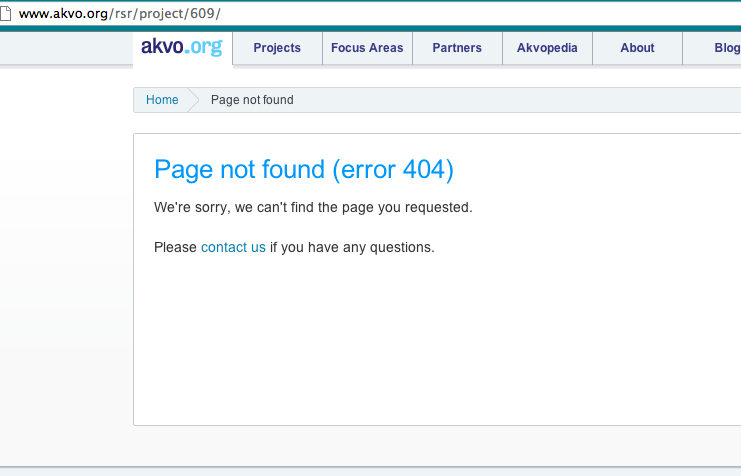 www.akvo.org/rsr/project/609/
akvo.org Projects Focus Areas Partners Akvopedia About Blog
Home Page not found
Page not found (error 404)
We're sorry, we can't find the page you requested.
Please contact us if you have any questions.